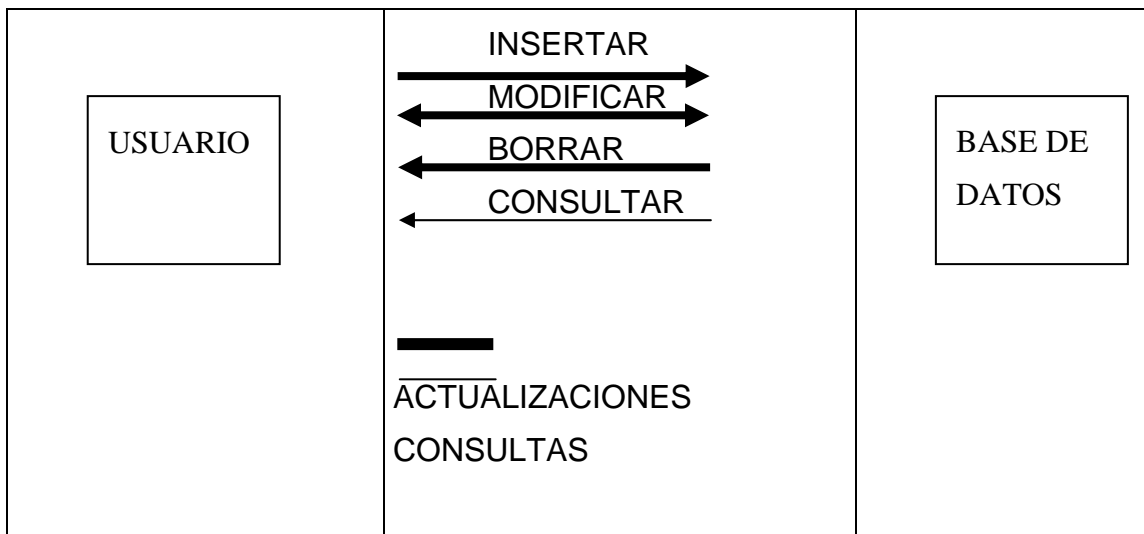 USUARIO
INSERTAR
MODIFICAR
BORRAR
CONSULTAR
ACTUALIZACIONES
CONSULTAS
BASE DE
DATOS